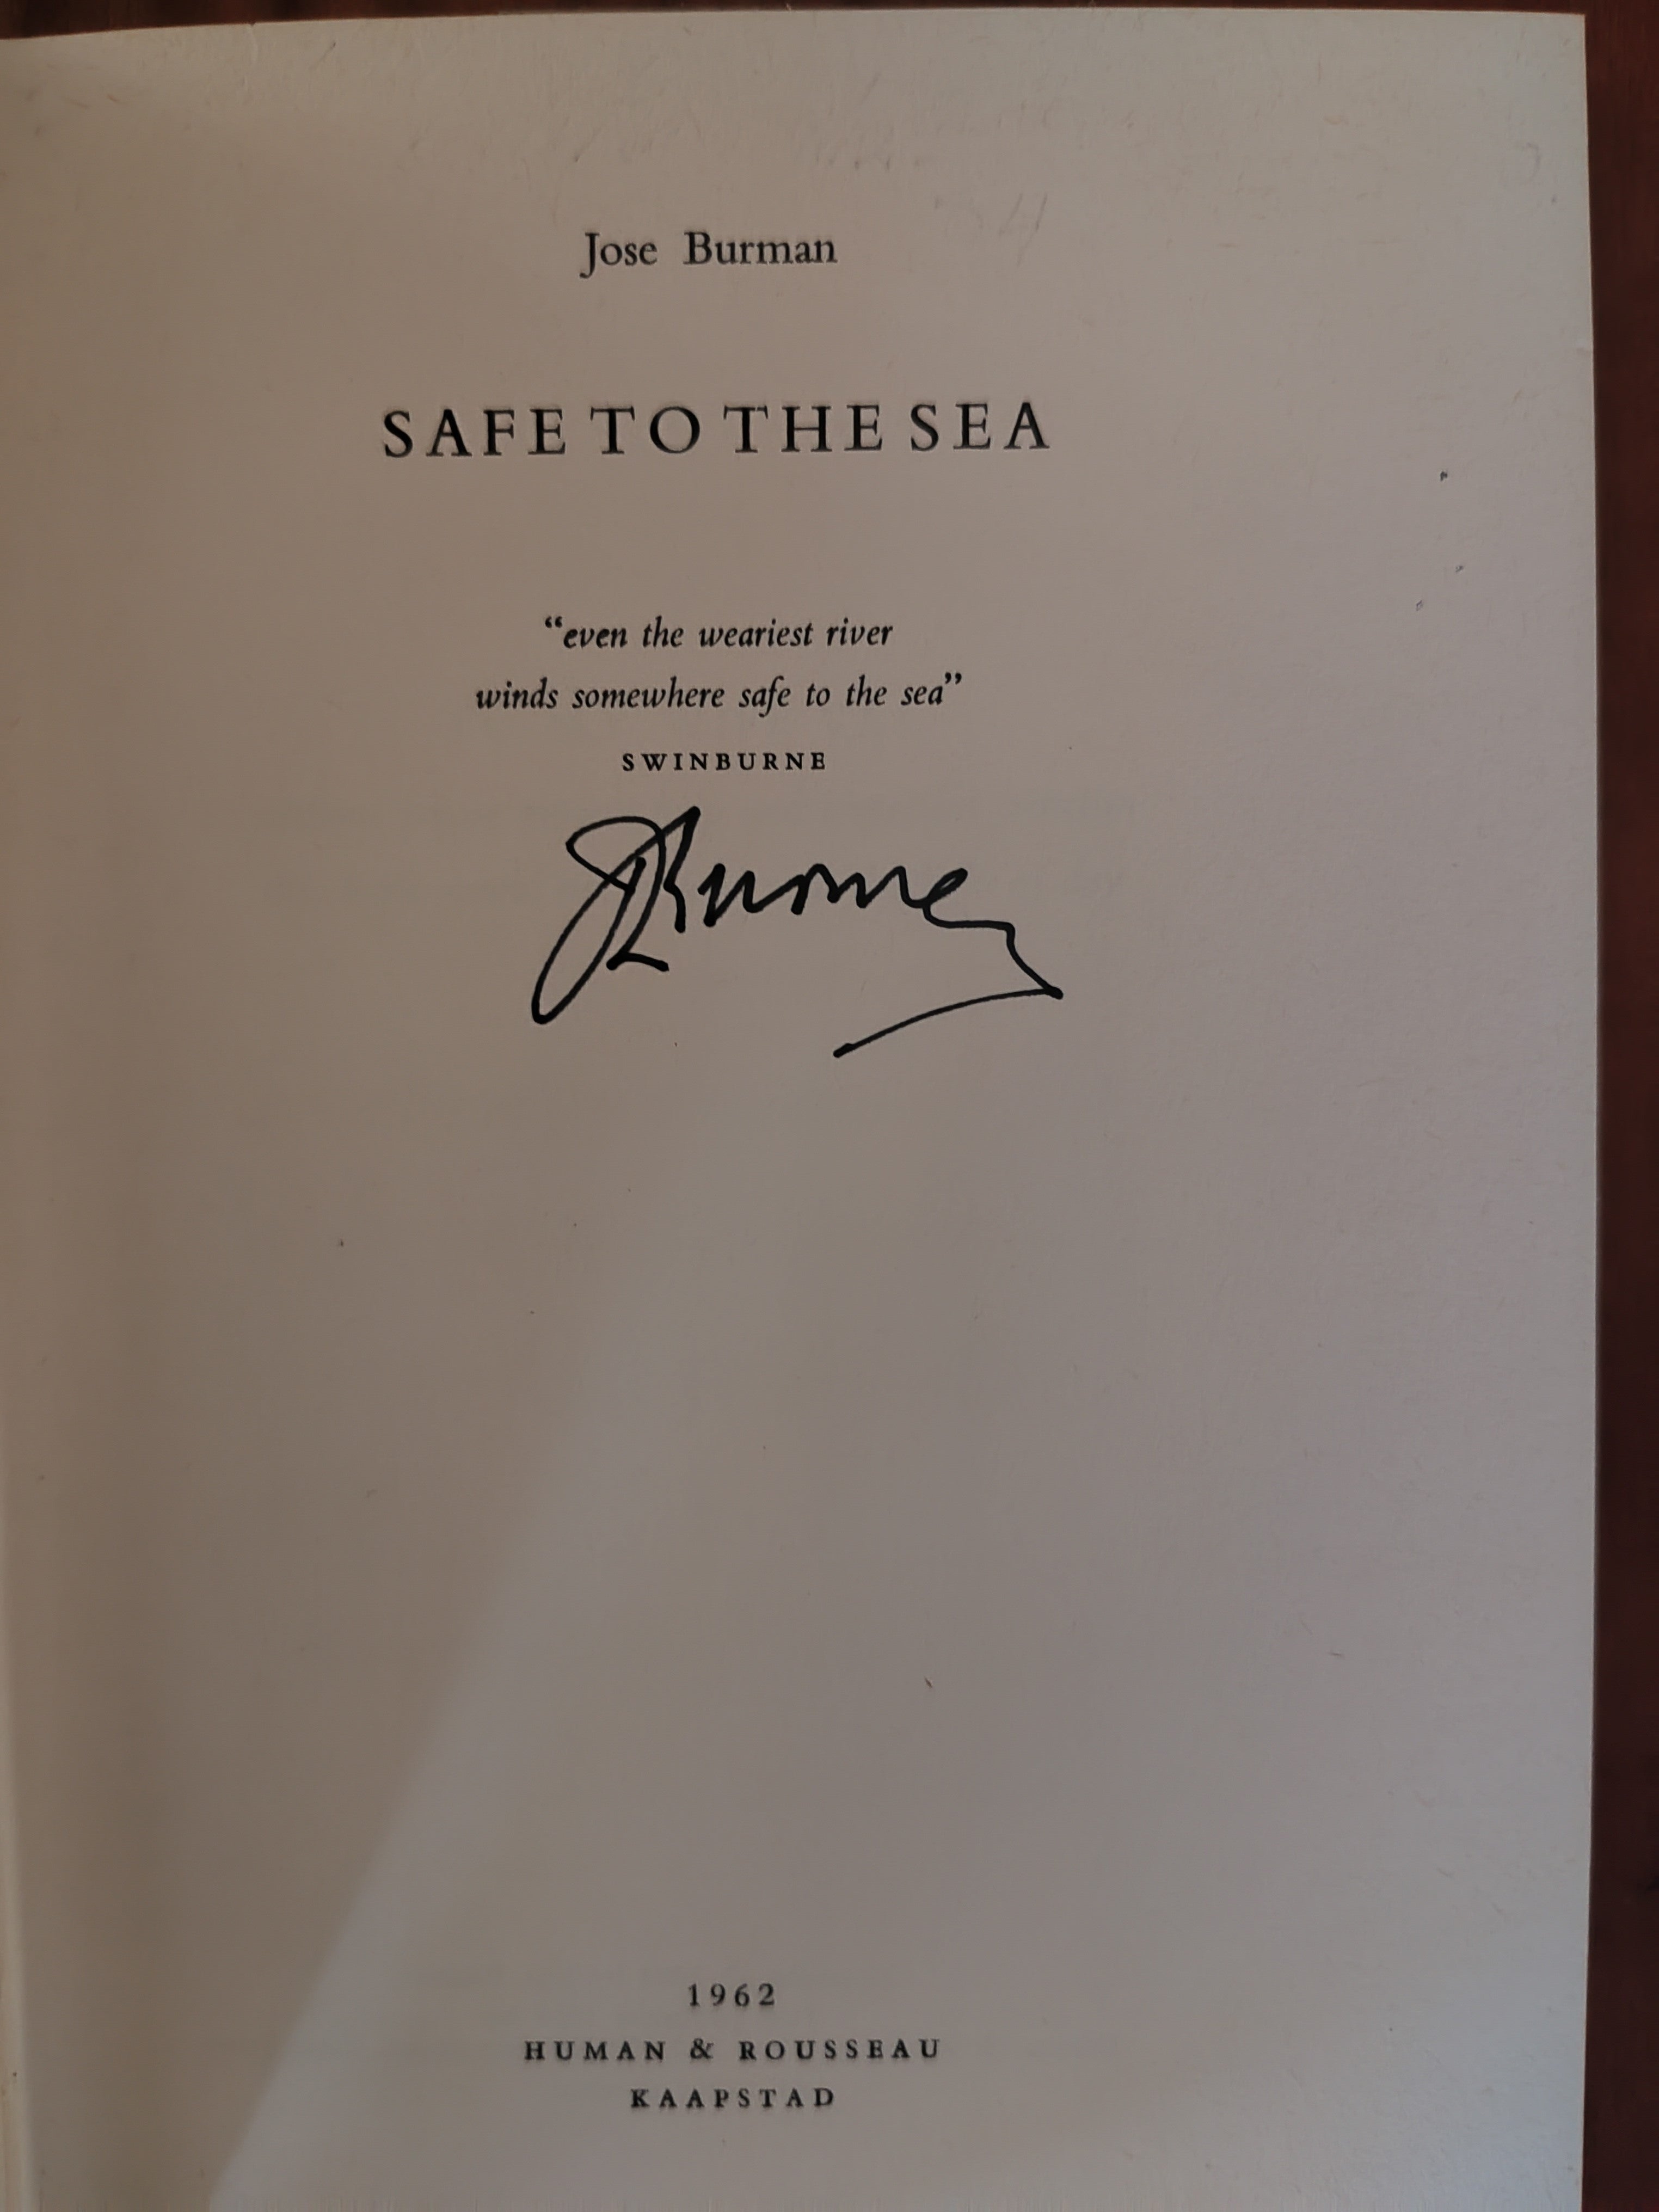 Jose Burman
SAFE TO THE SEA
“even the weariest river
winds somewhere safe to the sea”
SWINBURNE
1962
HUMAN & ROUSSEAU
KAAPSTAD